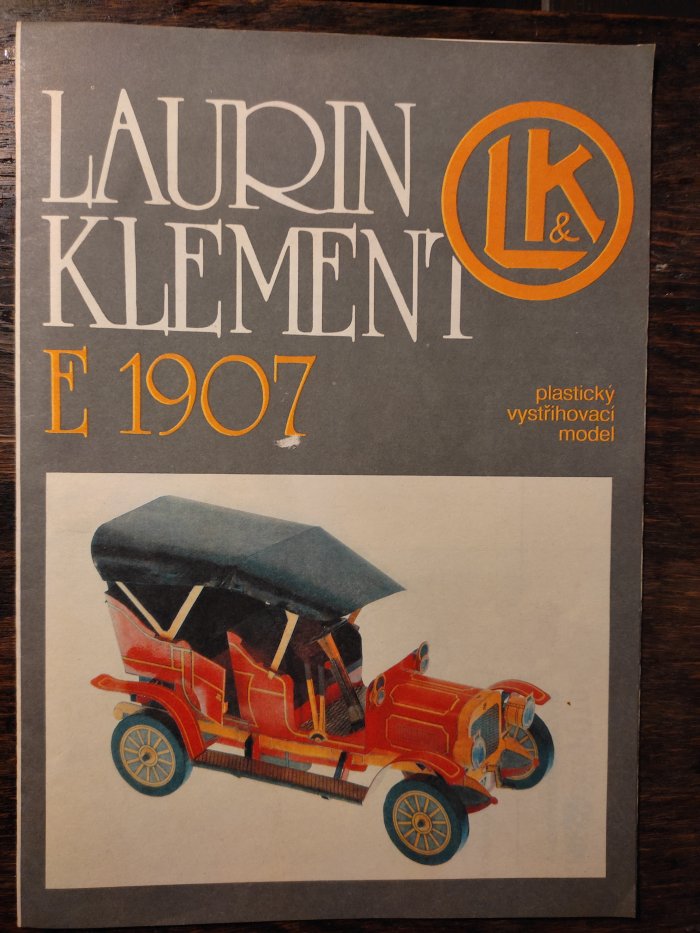 LAURIN
KLEMENT
E 1907
L&K
plastický
vystřihovací
model